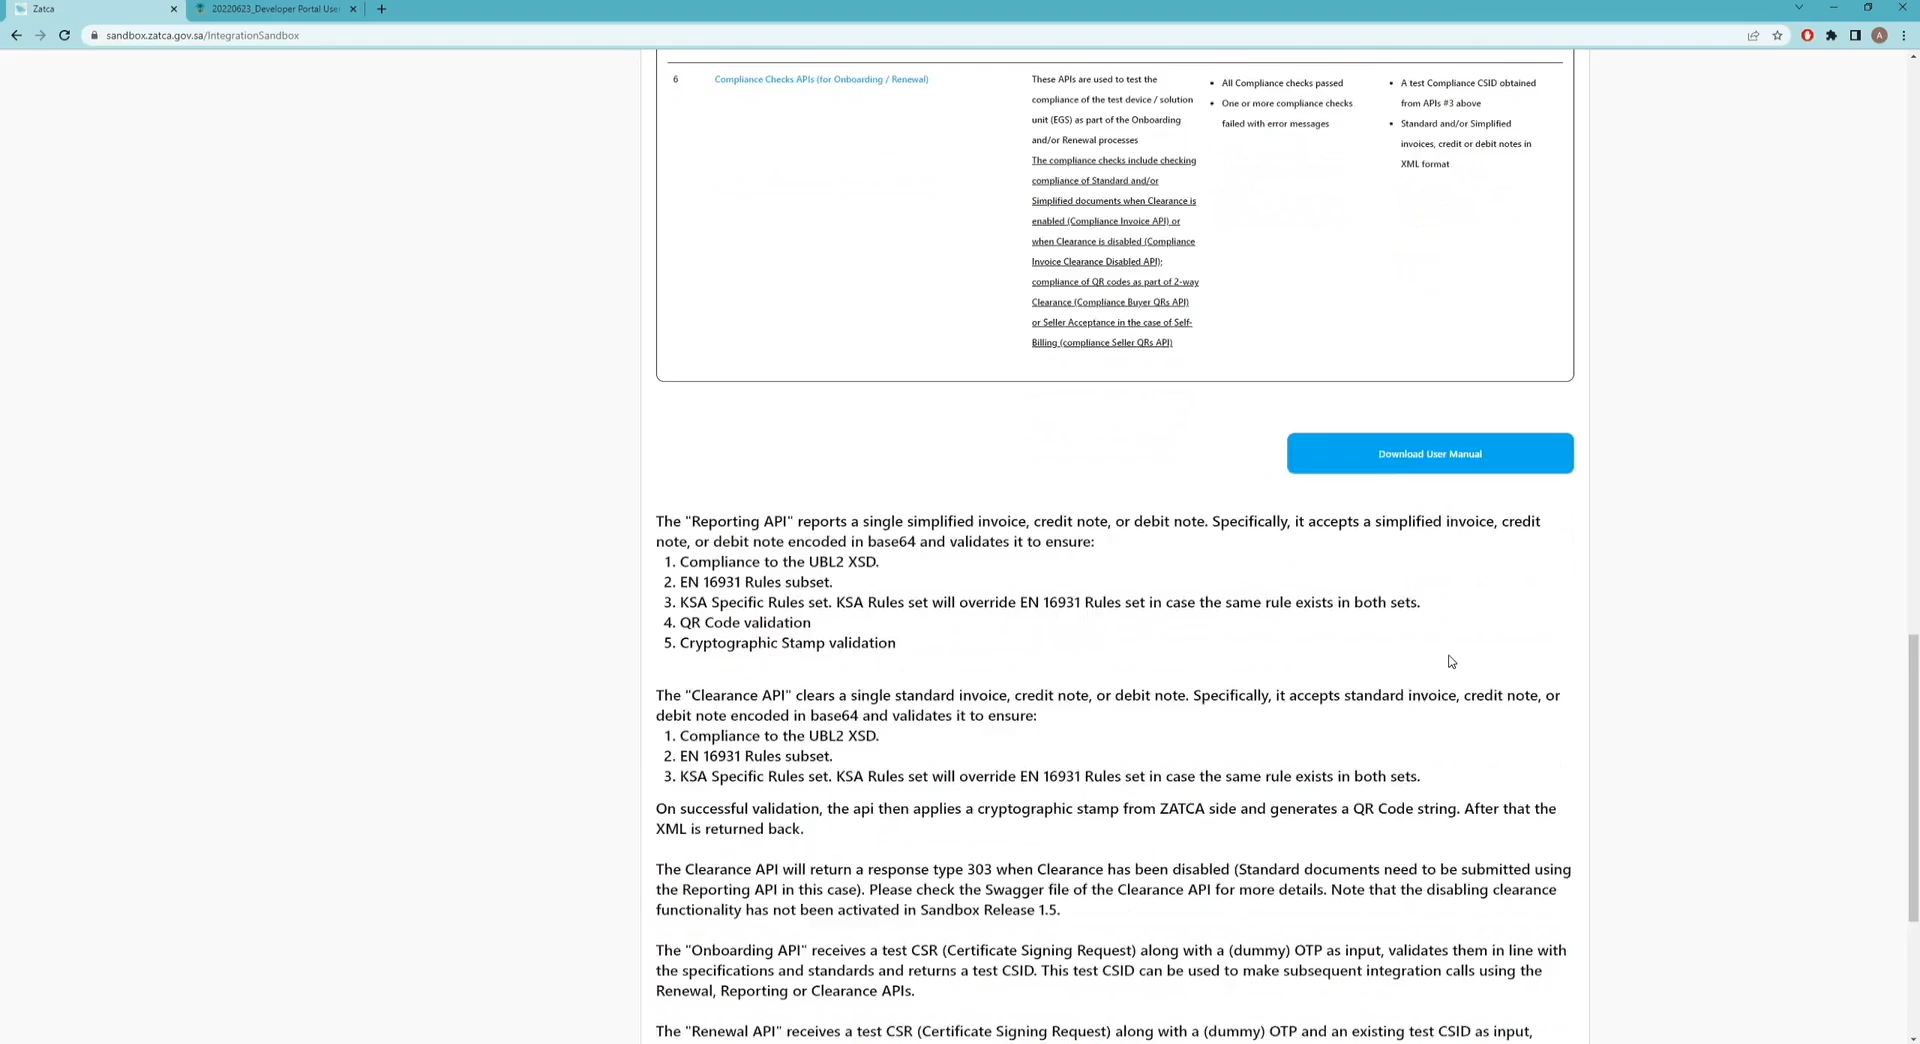 Zatca
20220623_Developer Portal Use
sandbox.zatca.gov.sa/IntegrationSandbox
A
6
Compliance Checks APIs (for Onboarding / Renewal)
These APIs are used to test the
compliance of the test device / solution
unit (EGS) as part of the Onboarding
and/or Renewal processes
The compliance checks include checking
compliance of Standard and/or
Simplified documents when Clearance is
enabled (Compliance Invoice API) or
when Clearance is disabled (Compliance
Invoice Clearance Disabled API);
compliance of QR codes as part of 2-way
Clearance (Compliance Buyer QRs API)
or Seller Acceptance in the case of Self-
Billing (compliance Seller QRs API)
• All Compliance checks passed
• One or more compliance checks
failed with error messages
• A test Compliance CSID obtained
from APIs #3 above
• Standard and/or Simplified
invoices, credit or debit notes in
XML format
Download User Manual
The "Reporting API" reports a single simplified invoice, credit note, or debit note. Specifically, it accepts a simplified invoice, credit
note, or debit note encoded in base64 and validates it to ensure:
1. Compliance to the UBL2 XSD.
2. EN 16931 Rules subset.
3. KSA Specific Rules set. KSA Rules set will override EN 16931 Rules set in case the same rule exists in both sets.
4. QR Code validation
5. Cryptographic Stamp validation
The "Clearance API" clears a single standard invoice, credit note, or debit note. Specifically, it accepts standard invoice, credit note, or
debit note encoded in base64 and validates it to ensure:
1. Compliance to the UBL2 XSD.
2. EN 16931 Rules subset.
3. KSA Specific Rules set. KSA Rules set will override EN 16931 Rules set in case the same rule exists in both sets.
On successful validation, the api then applies a cryptographic stamp from ZATCA side and generates a QR Code string. After that the
XML is returned back.
The Clearance API will return a response type 303 when Clearance has been disabled (Standard documents need to be submitted using
the Reporting API in this case). Please check the Swagger file of the Clearance API for more details. Note that the disabling clearance
functionality has not been activated in Sandbox Release 1.5.
The "Onboarding API" receives a test CSR (Certificate Signing Request) along with a (dummy) OTP as input, validates them in line with
the specifications and standards and returns a test CSID. This test CSID can be used to make subsequent integration calls using the
Renewal, Reporting or Clearance APIs.
The "Renewal API" receives a test CSR (Certificate Signing Request) along with a (dummy) OTP and an existing test CSID as input,